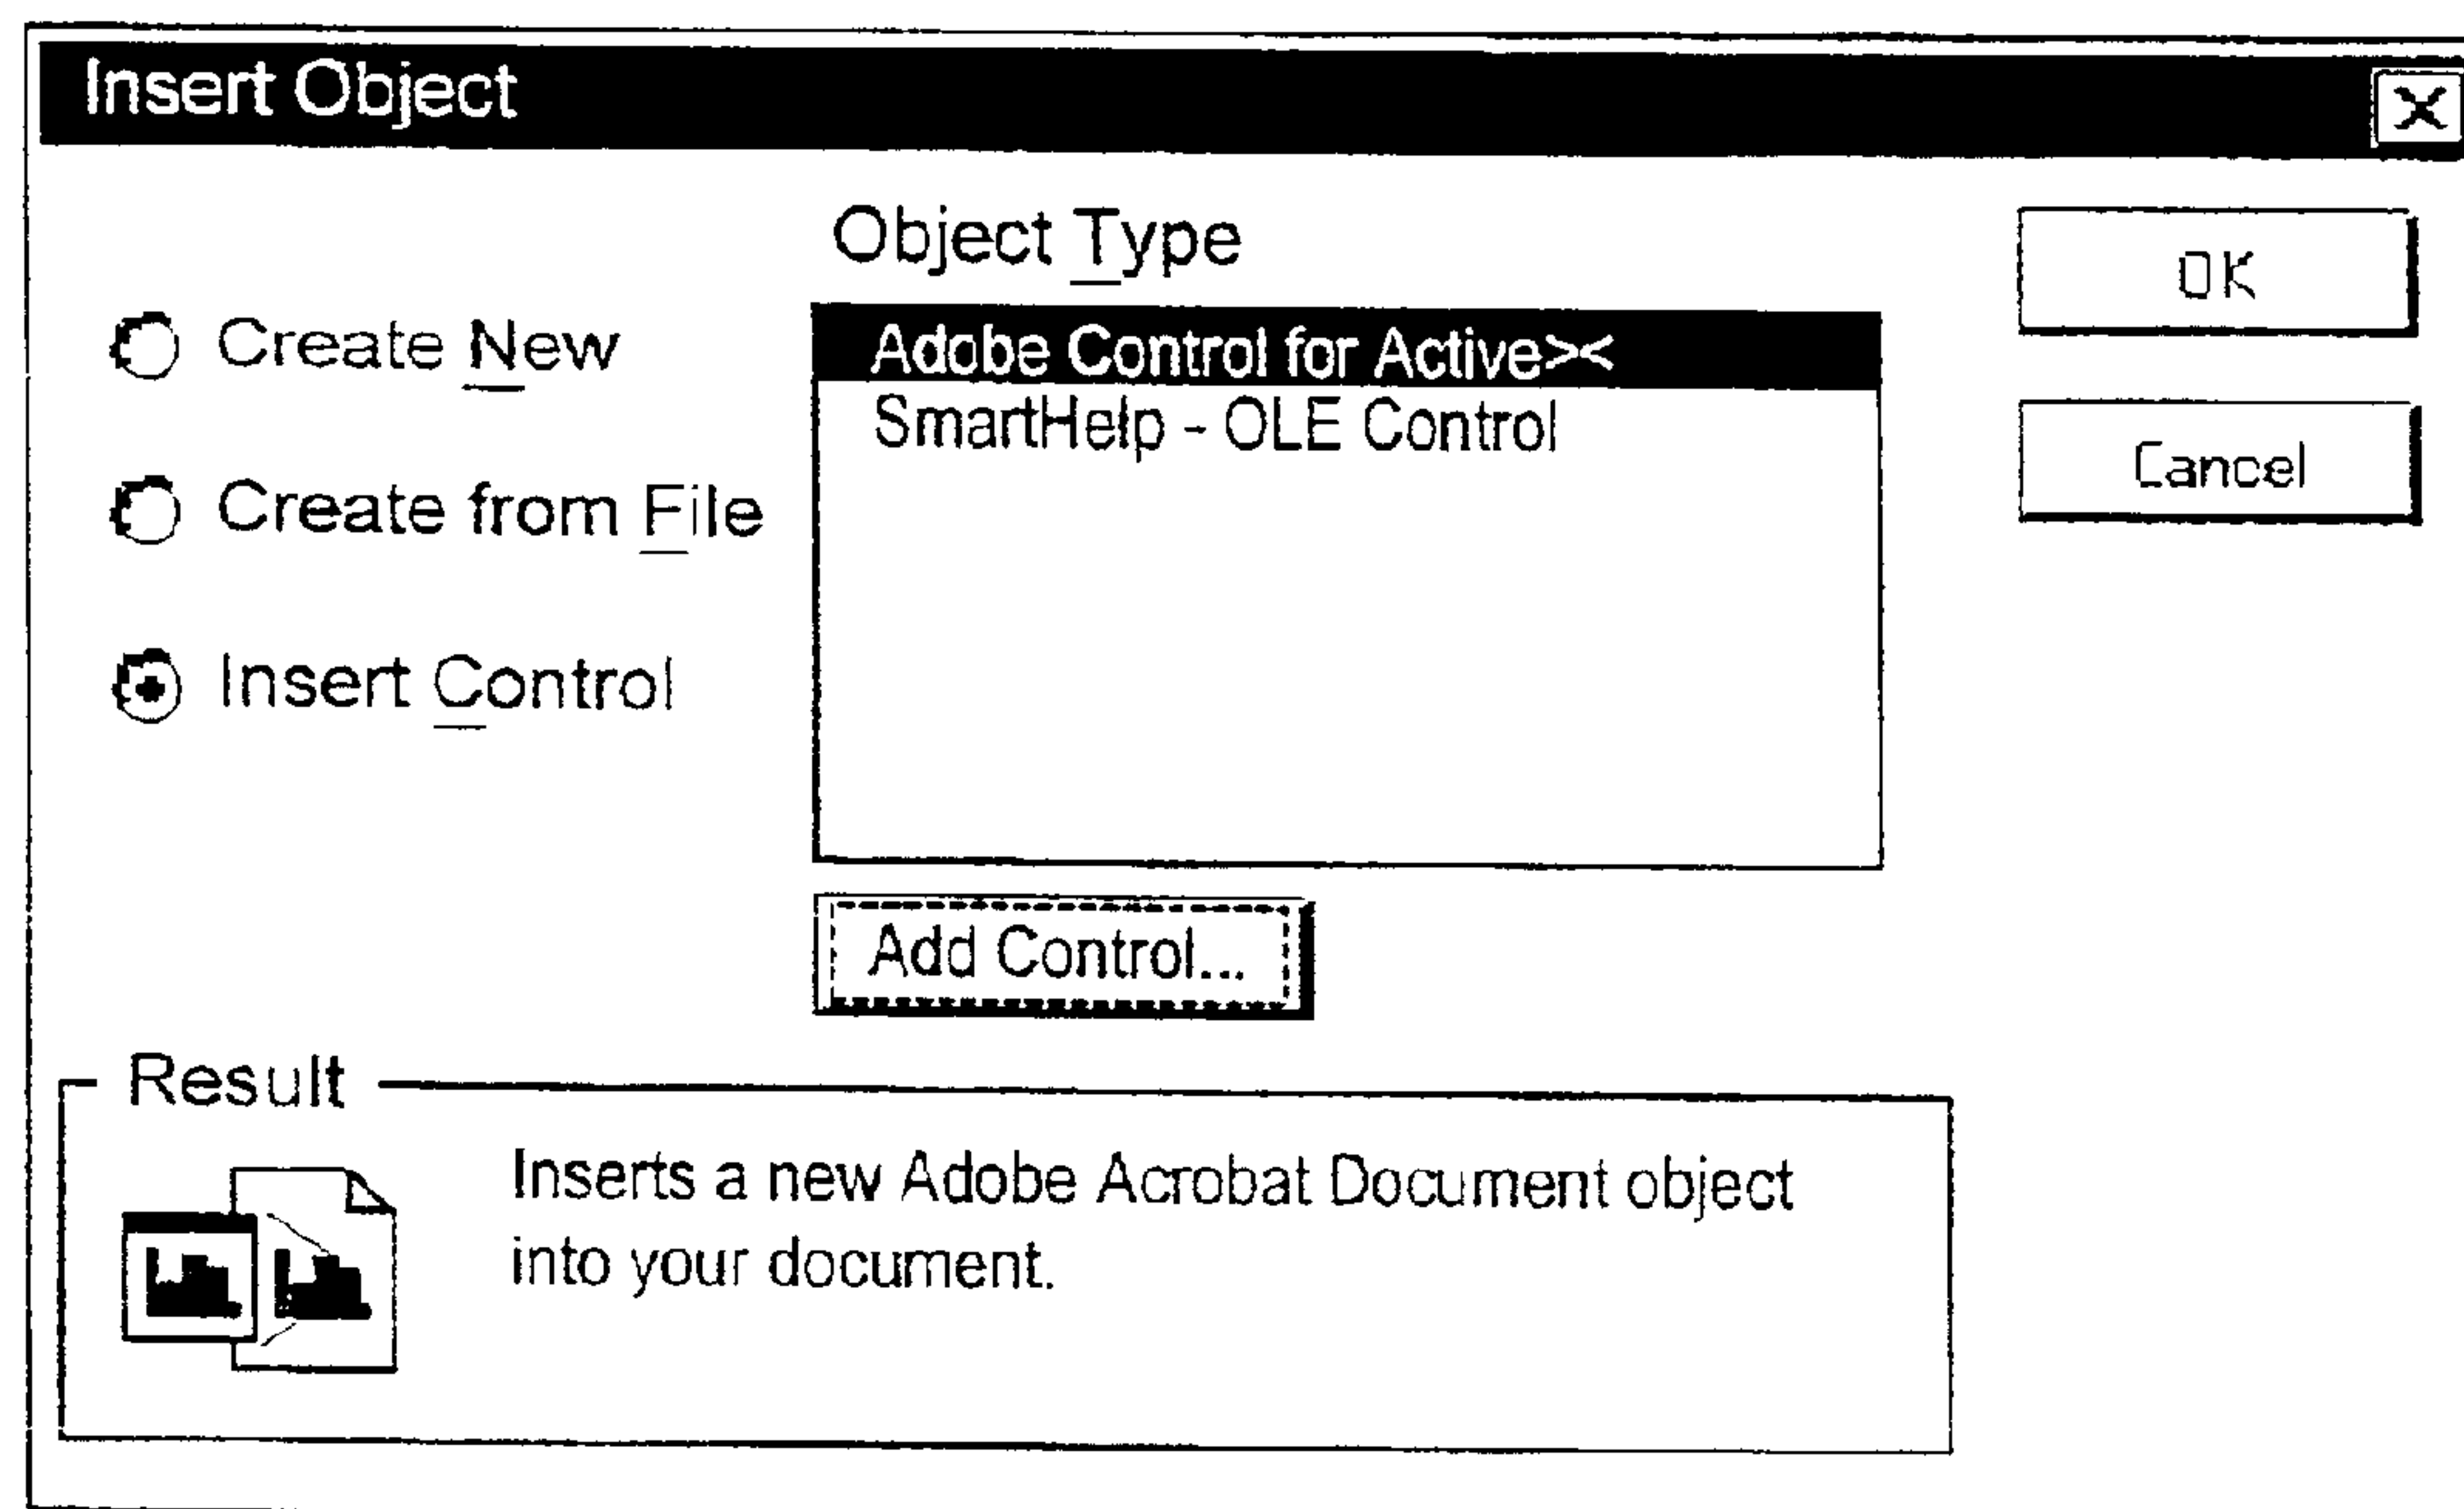 Insert Object
X
Object Type
OK
Create New
Adobe Control for Active><
SmartHelp - OLE Control
Cancel
Create from File
Insert Control
Add Control...
Result
Inserts a new Adobe Acrobat Document object
into your document.